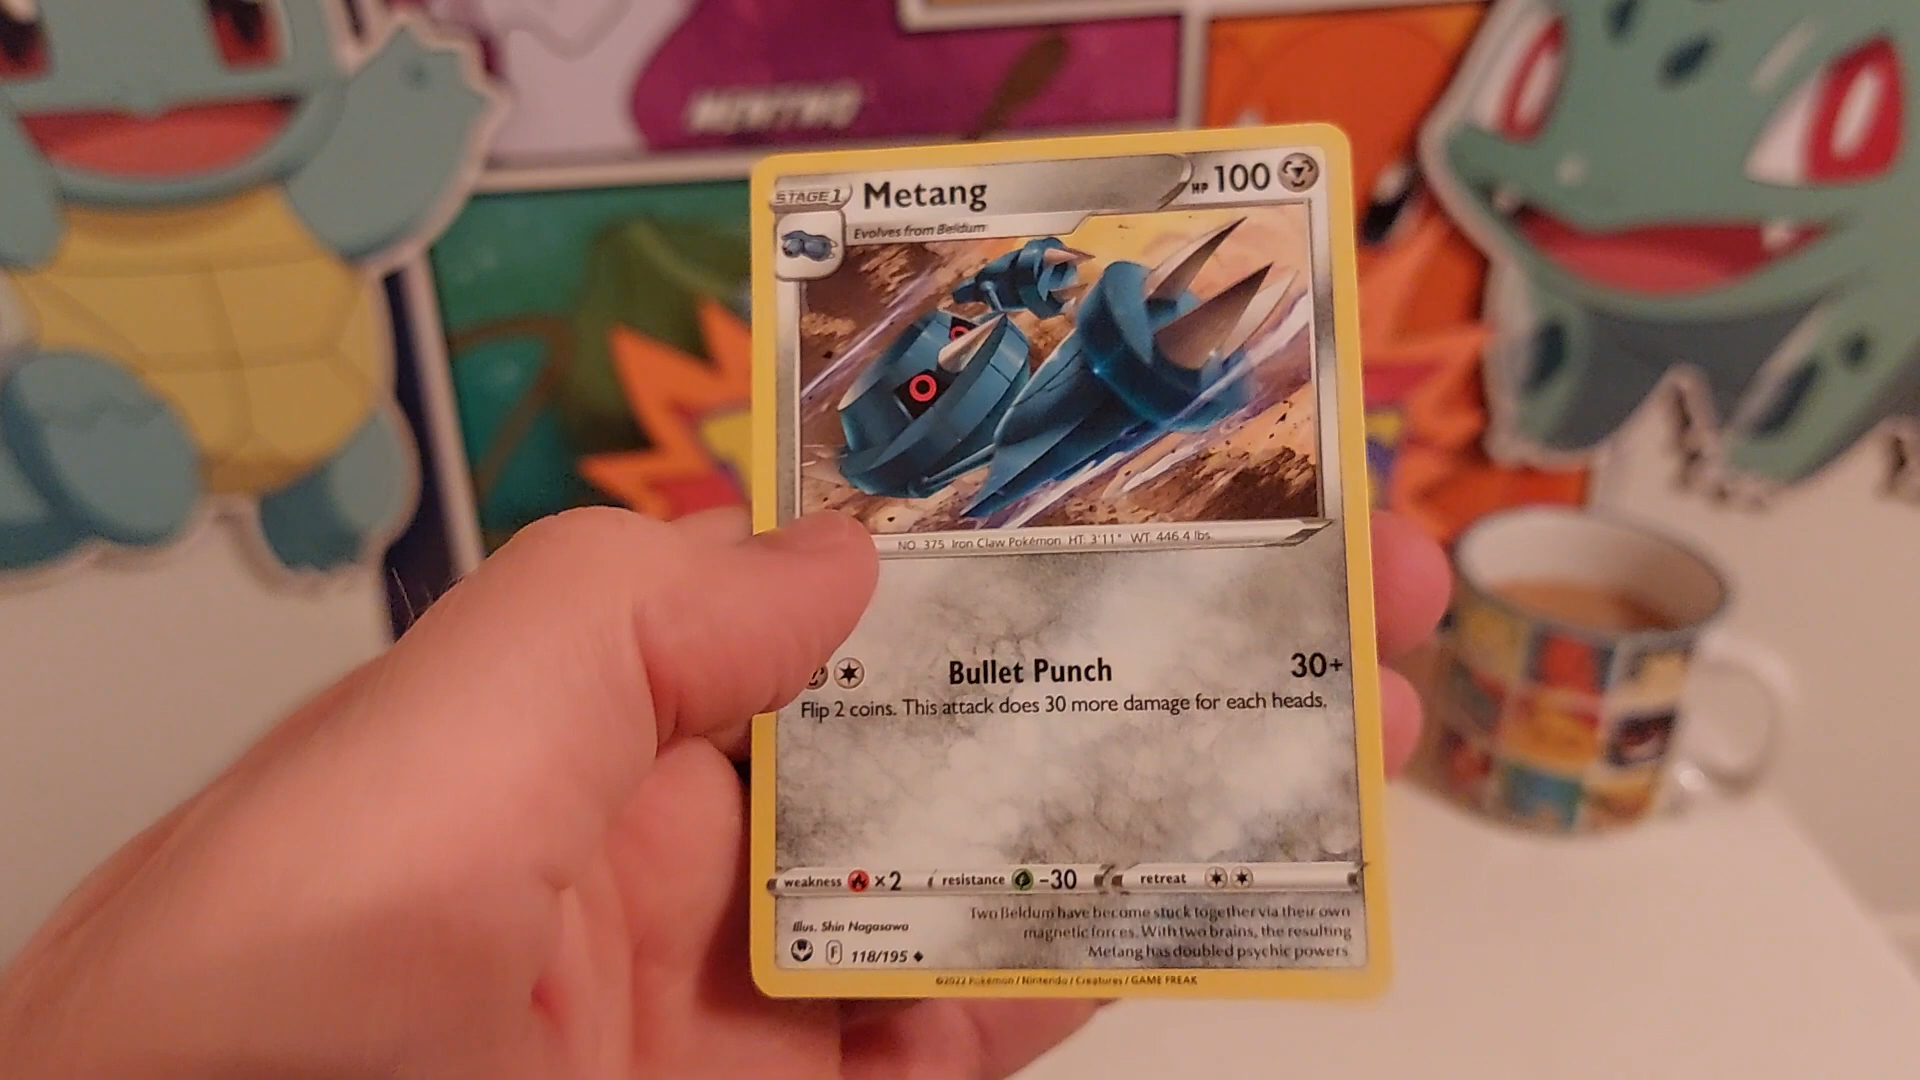 MEWTWO
STAGE 1 Metang HP 100
Evolves from Beldum
NO. 375 Iron Claw Pokémon HT: 3'11" WT: 446.4 lbs.
Bullet Punch 30+
Flip 2 coins. This attack does 30 more damage for each heads.
weakness ×2 resistance -30 retreat
Two Beldum have become stuck together via their own
magnetic forces. With two brains, the resulting
Metang has doubled psychic powers.
Illus. Shin Nagasawa
F 118/195
©2022 Pokémon / Nintendo / Creatures / GAME FREAK